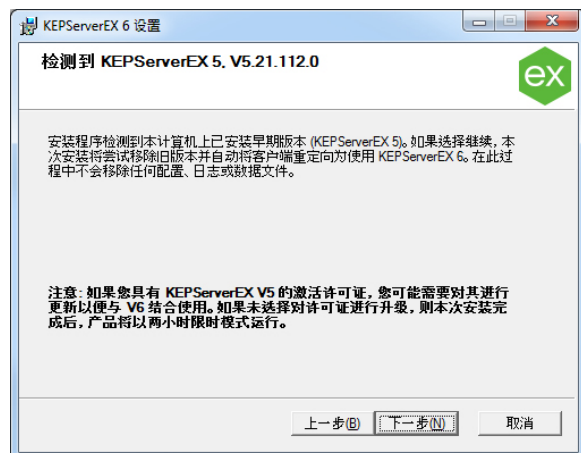 KEPServerEX 6 设置
检测到 KEPServerEX 5, V5.21.112.0
ex
安装程序检测到本计算机上已安装早期版本 (KEPServerEX 5)。如果选择继续, 本
次安装将尝试移除旧版本并自动将客户端重定向为使用 KEPServerEX 6。在此过
程中不会移除任何配置、日志或数据文件。
注意: 如果您具有 KEPServerEX V5 的激活许可证, 您可能需要对其进行
更新以便与 V6 结合使用。如果未选择对许可证进行升级, 则本次安装完
成后, 产品将以两小时限时模式运行。
上一步(B) 下一步(N) 取消